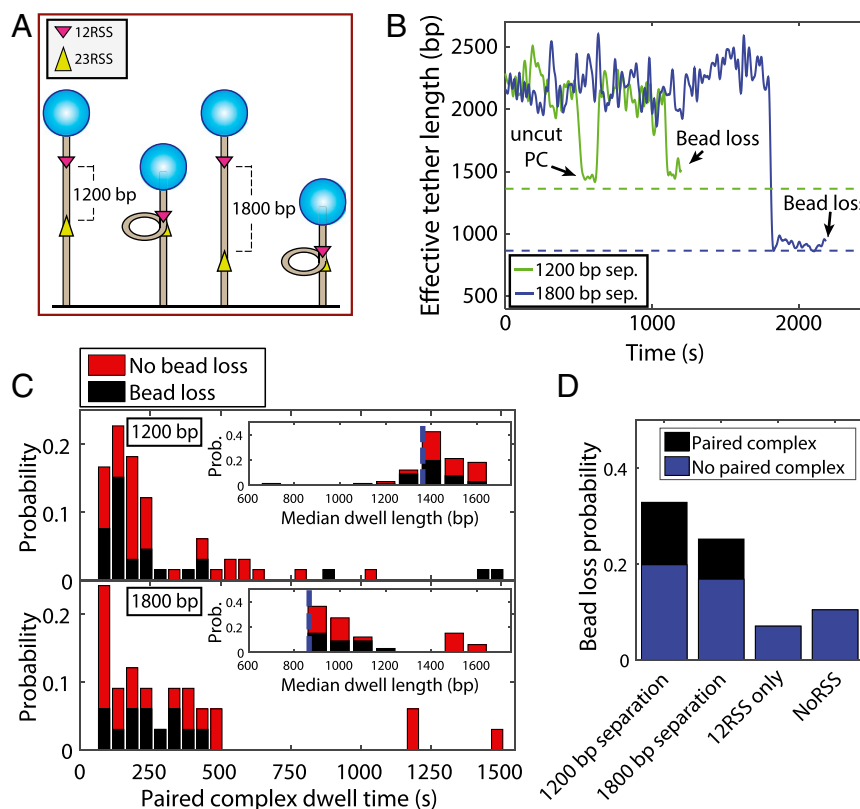 A
12RSS
23RSS
1200 bp
1800 bp
B
Effective tether length (bp)
2500
2000
1500
1000
500
uncut
PC
Bead loss
Bead loss
1200 bp sep.
1800 bp sep.
0
1000
2000
Time (s)
C
No bead loss
Bead loss
Probability
0.2
0.1
0
1200 bp
Prob.
0.4
0.2
0
600 800 1000 1200 1400 1600
Median dwell length (bp)
Probability
0.2
0.1
0
1800 bp
Prob.
0.4
0.2
0
600 800 1000 1200 1400 1600
Median dwell length (bp)
0 250 500 750 1000 1250 1500
Paired complex dwell time (s)
D
Paired complex
No paired complex
Bead loss probability
0.4
0.2
0
1200 bp separation
1800 bp separation
12RSS only
NoRSS